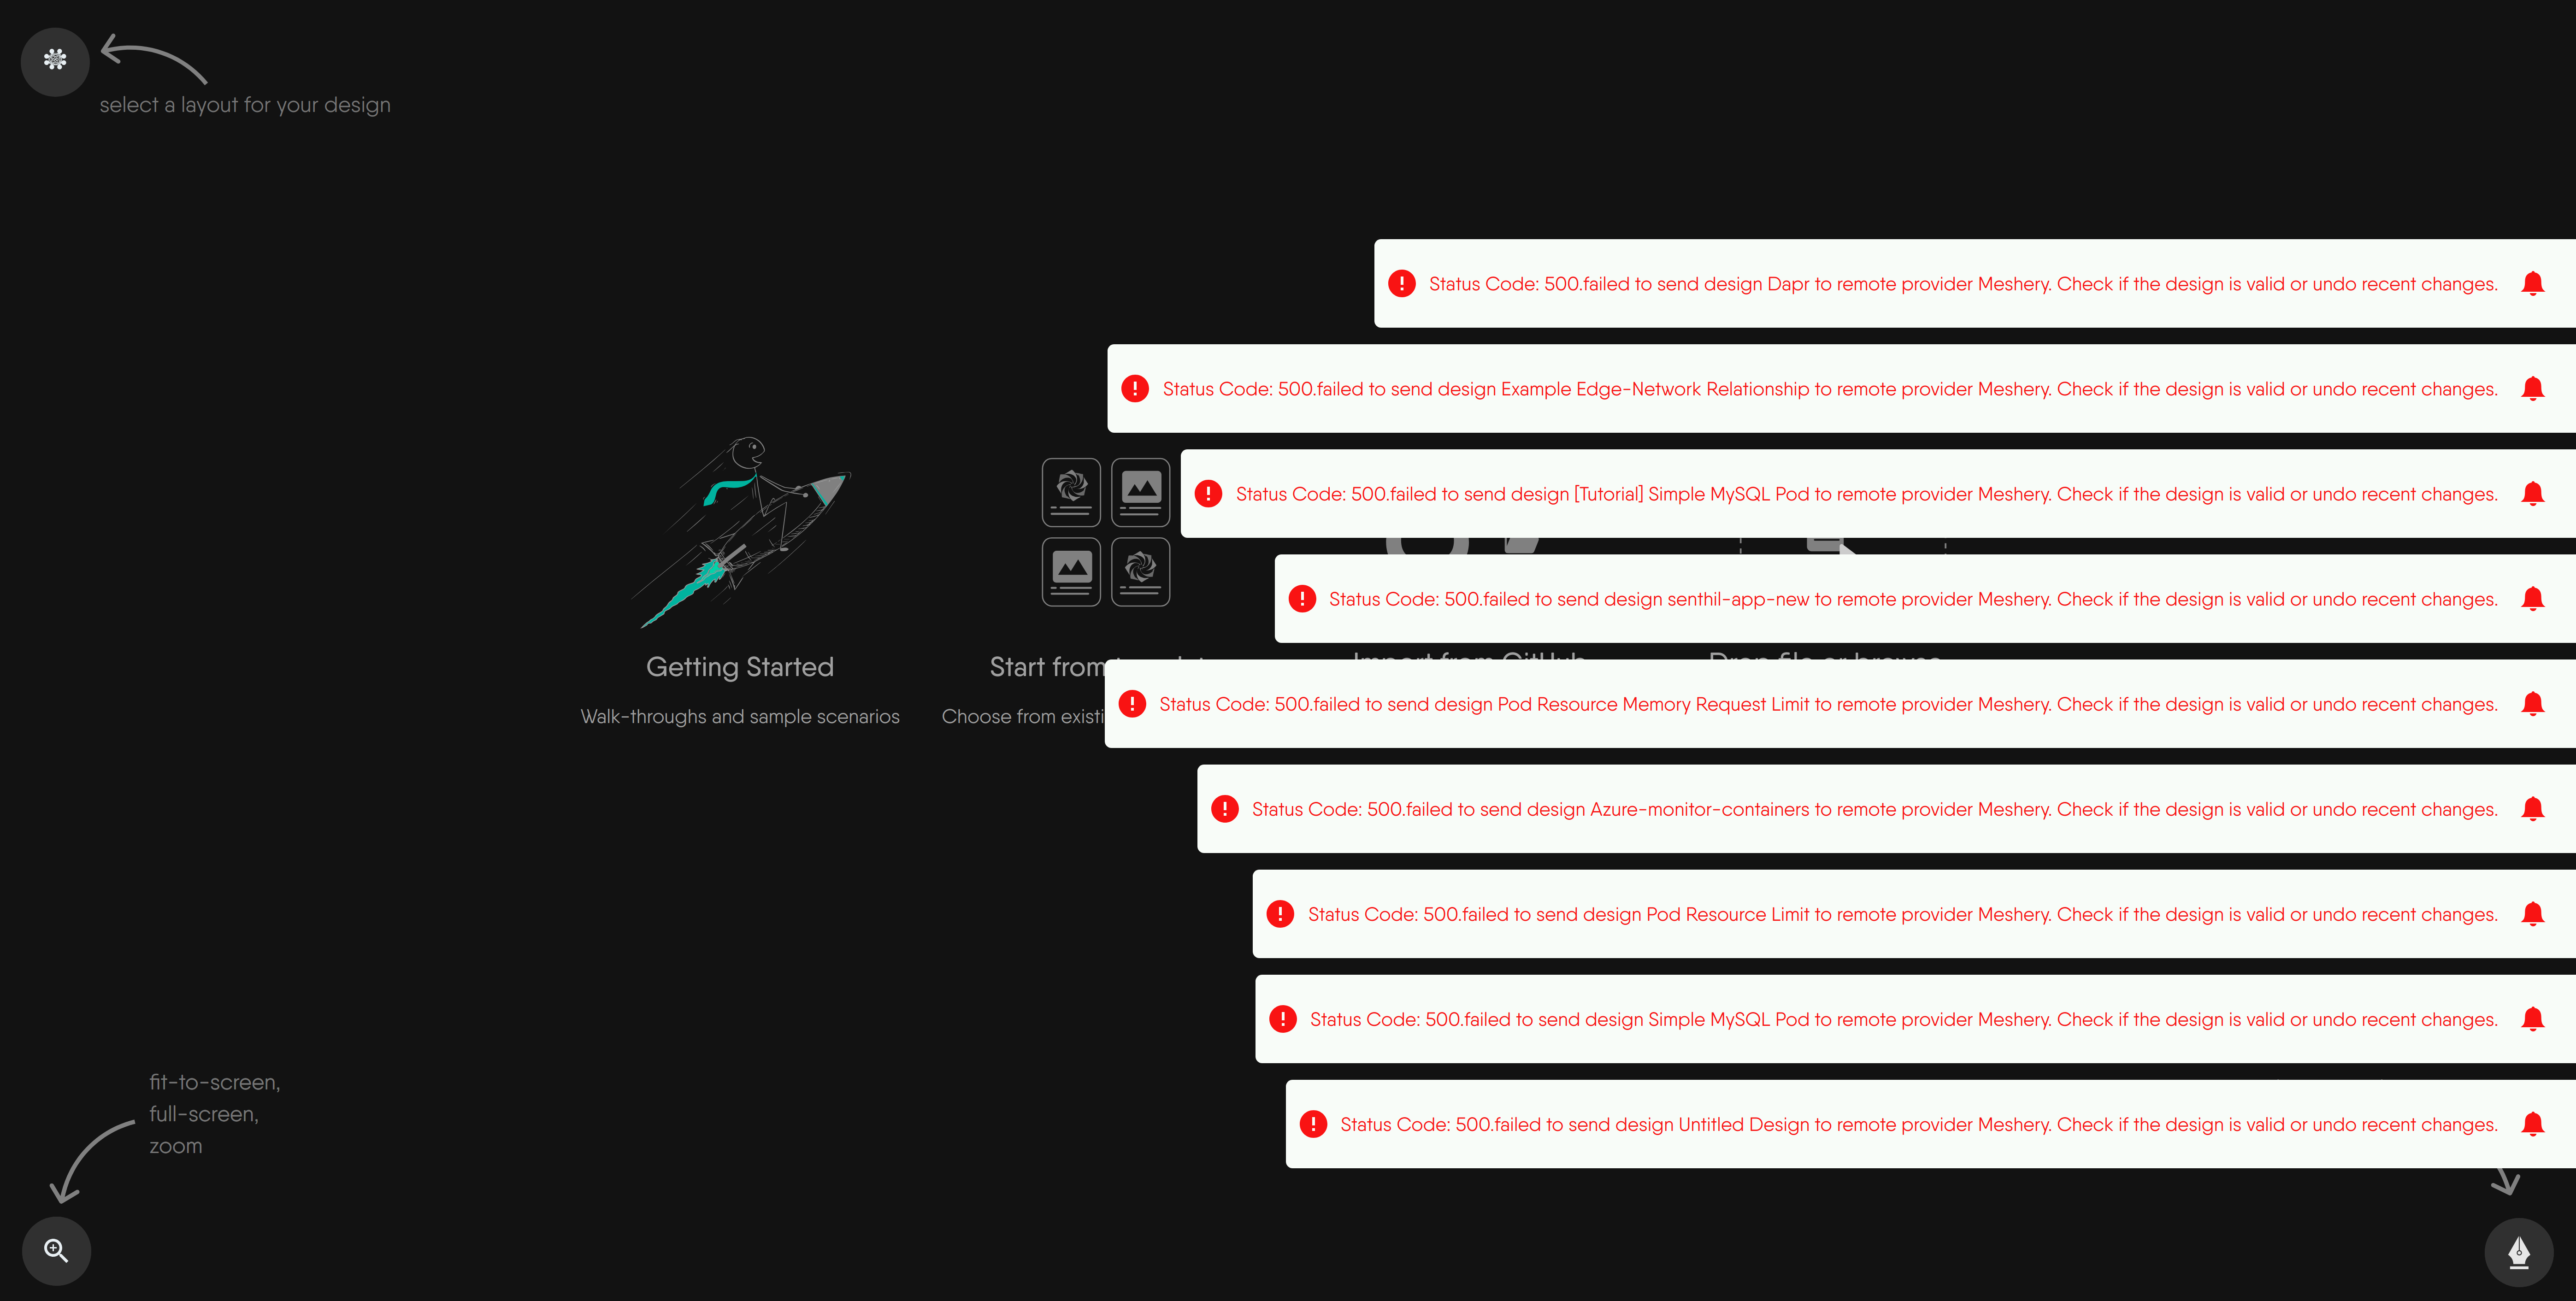 select a layout for your design
Status Code: 500.failed to send design Dapr to remote provider Meshery. Check if the design is valid or undo recent changes.
Status Code: 500.failed to send design Example Edge-Network Relationship to remote provider Meshery. Check if the design is valid or undo recent changes.
Status Code: 500.failed to send design [Tutorial] Simple MySQL Pod to remote provider Meshery. Check if the design is valid or undo recent changes.
Status Code: 500.failed to send design senthil-app-new to remote provider Meshery. Check if the design is valid or undo recent changes.
Getting Started
Start from
Import from GitHub
Drop file or browse
Status Code: 500.failed to send design Pod Resource Memory Request Limit to remote provider Meshery. Check if the design is valid or undo recent changes.
Walk-throughs and sample scenarios
Choose from
Status Code: 500.failed to send design Azure-monitor-containers to remote provider Meshery. Check if the design is valid or undo recent changes.
Status Code: 500.failed to send design Pod Resource Limit to remote provider Meshery. Check if the design is valid or undo recent changes.
Status Code: 500.failed to send design Simple MySQL Pod to remote provider Meshery. Check if the design is valid or undo recent changes.
Status Code: 500.failed to send design Untitled Design to remote provider Meshery. Check if the design is valid or undo recent changes.
fit-to-screen,
full-screen,
zoom